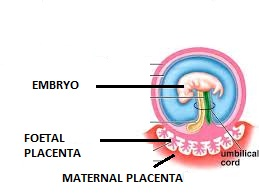 EMBRYO
FOETAL
PLACENTA
umbilical
cord
MATERNAL PLACENTA